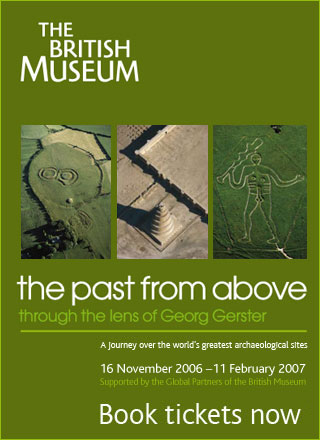 THE
BRITISH
MUSEUM
the past from above
through the lens of Georg Gerster
A journey over the world's greatest archaeological sites
16 November 2006 – 11 February 2007
Supported by the Global Partners of the British Museum
Book tickets now